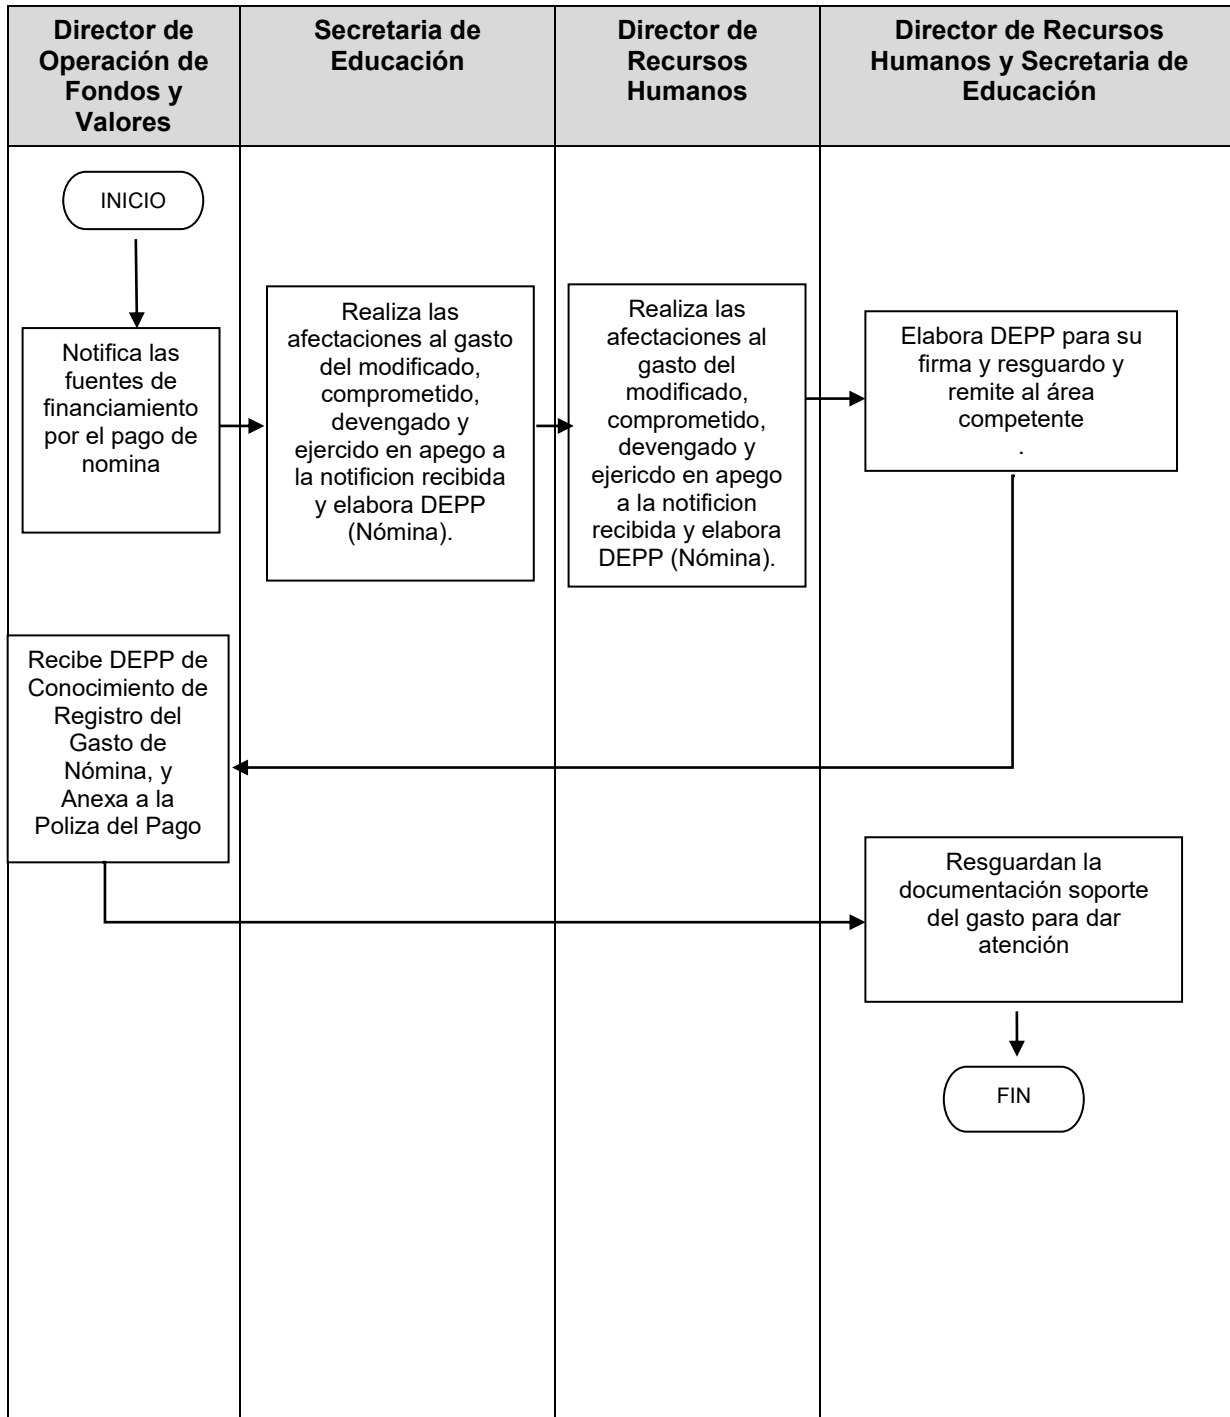 Director de
Operación de
Fondos y
Valores
Secretaria de
Educación
Director de
Recursos
Humanos
Director de Recursos
Humanos y Secretaria de
Educación
INICIO
Notifica las
fuentes de
financiamiento
por el pago de
nomina
Realiza las
afectaciones al gasto
del modificado,
comprometido,
devengado y
ejercido en apego a
la notificion recibida
y elabora DEPP
(Nómina).
Realiza las
afectaciones al
gasto del
modificado,
comprometido,
devengado y
ejericdo en apego
a la notificion
recibida y elabora
DEPP (Nómina).
Elabora DEPP para su
firma y resguardo y
remite al área
competente
.
Recibe DEPP de
Conocimiento de
Registro del
Gasto de
Nómina, y
Anexa a la
Poliza del Pago
Resguardan la
documentación soporte
del gasto para dar
atención
FIN